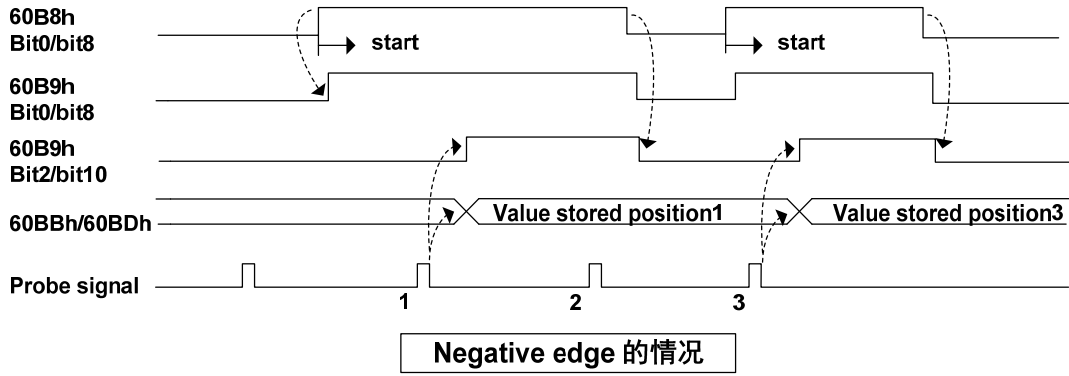 60B8h
Bit0/bit8
start
start
60B9h
Bit0/bit8
60B9h
Bit2/bit10
60BBh/60BDh
Value stored position1
Value stored position3
Probe signal
1
2
3
Negative edge 的情况